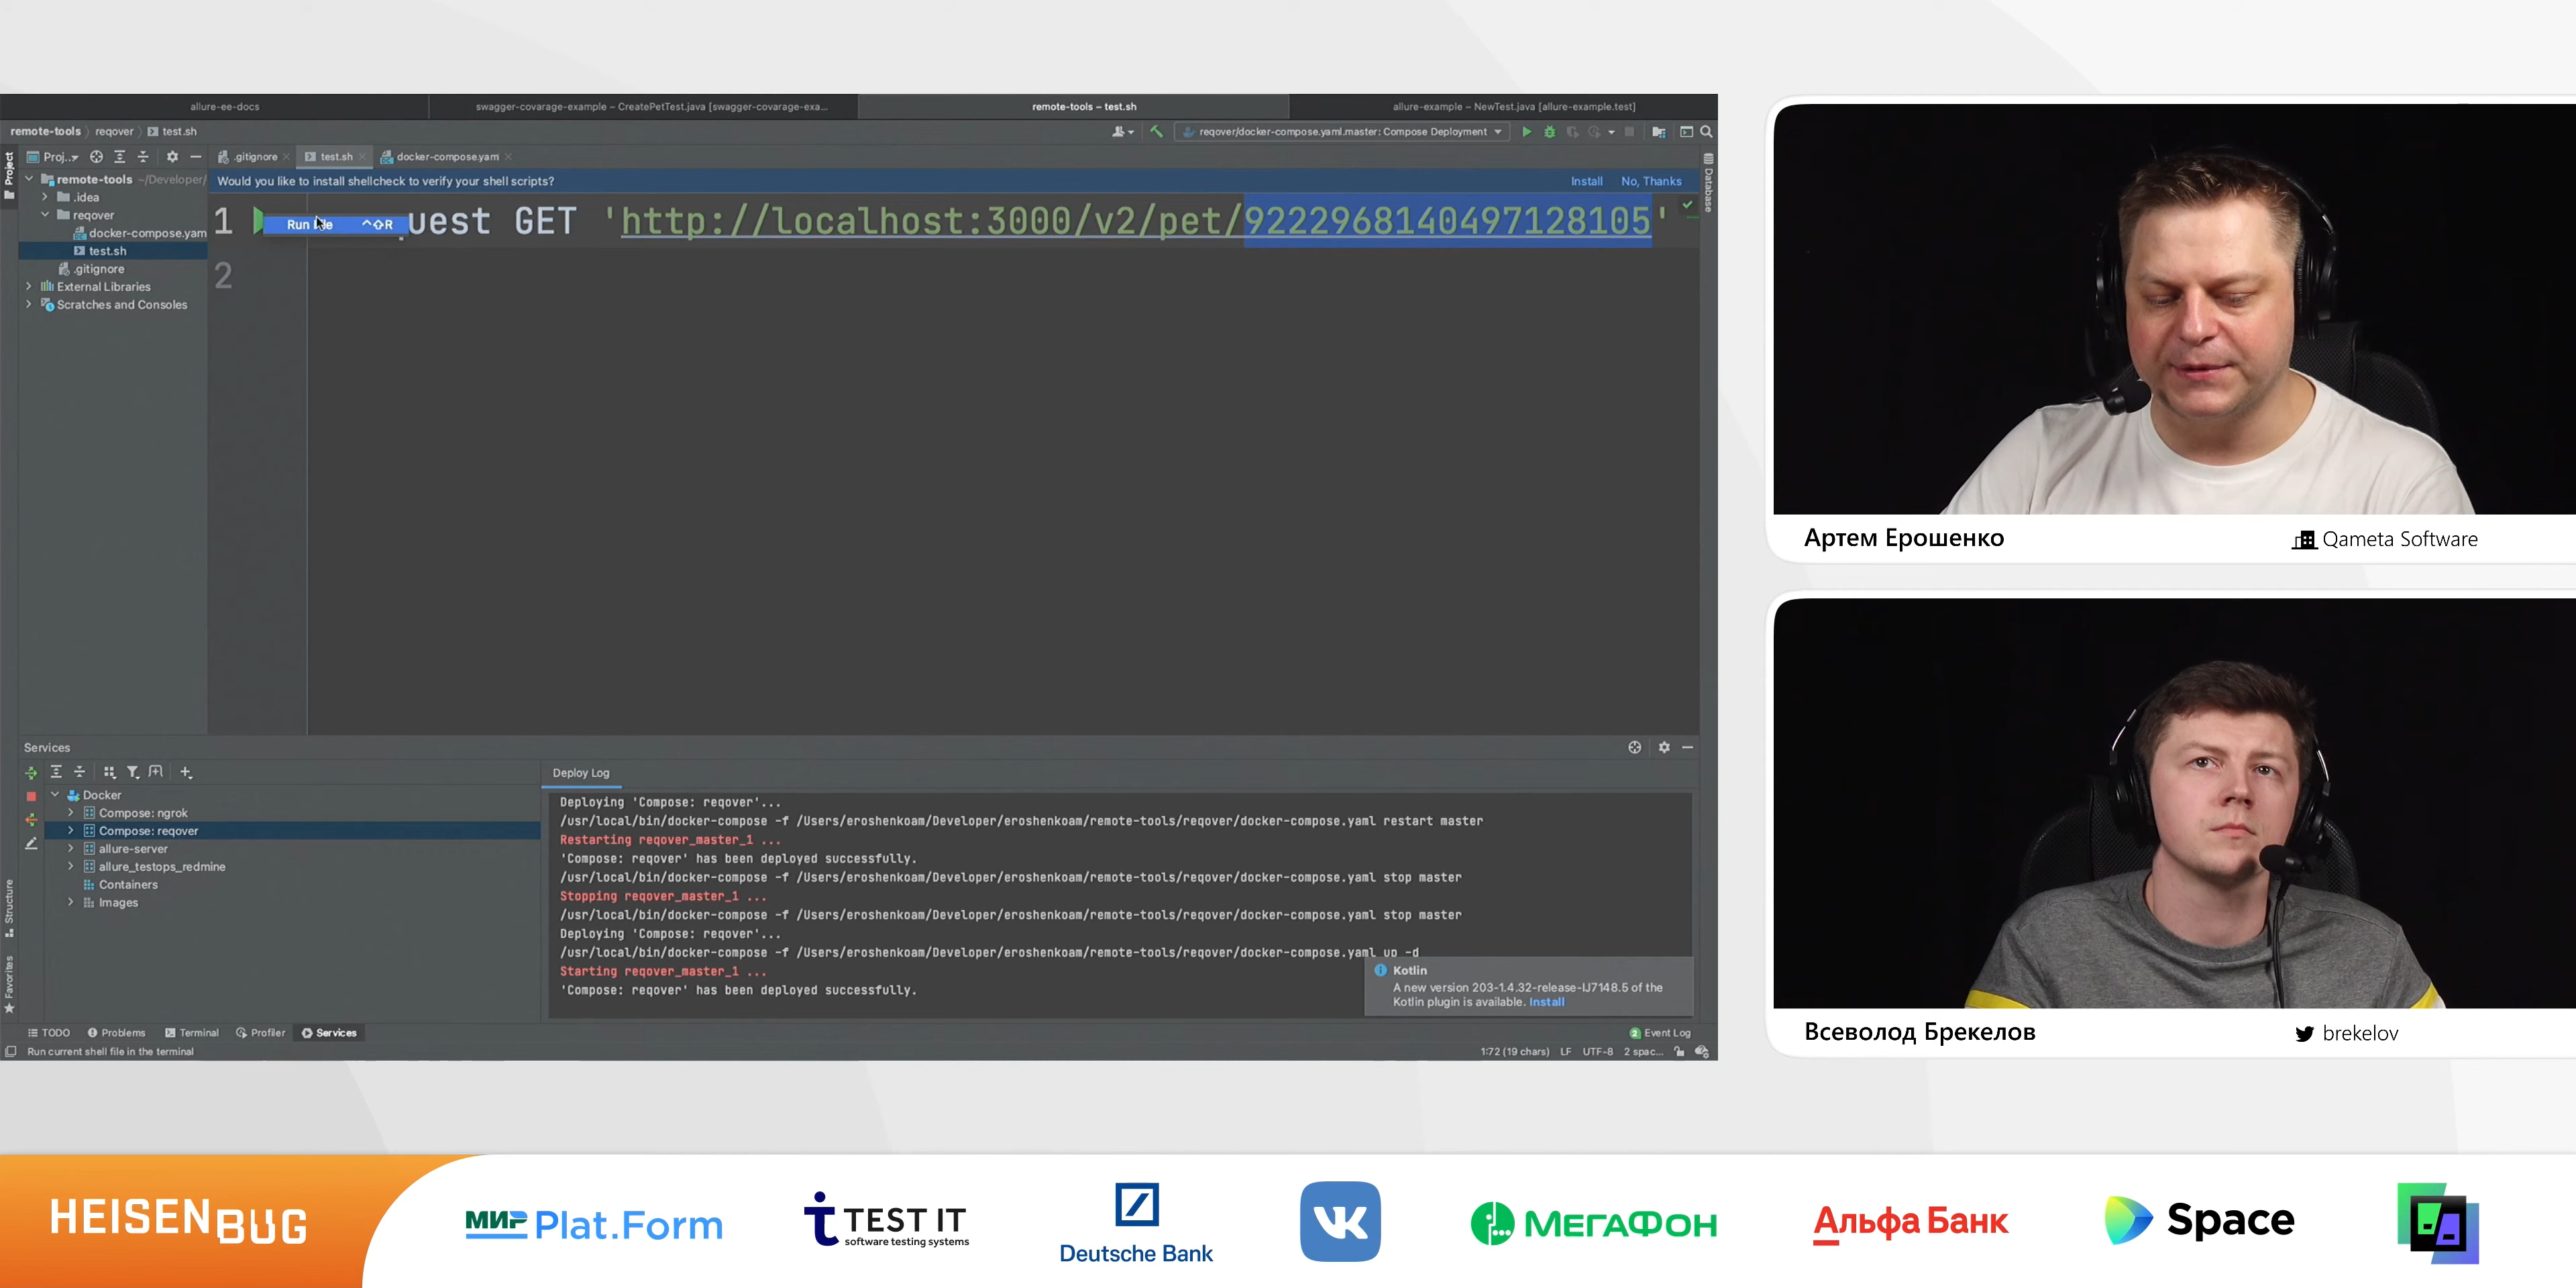 allure-ee-docs
swagger-covarage-example – CreatePetTest.java [swagger-covarage-exa...
remote-tools – test.sh
allure-example – NewTest.java [allure-example.test]
remote-tools reqover test.sh
reqover/docker-compose.yaml.master: Compose Deployment
Project
Proj..
.gitignore
test.sh
docker-compose.yam
Database
remote-tools ~/Developer/
Would you like to install shellcheck to verify your shell scripts?
Install No, Thanks
.idea
reqover
docker-compose.yam
test.sh
.gitignore
External Libraries
Scratches and Consoles
1
Run
^⇧R
uest GET 'http://localhost:3000/v2/pet/9222968140497128105'
2
Services
Deploy Log
Docker
Compose: ngrok
Compose: reqover
allure-server
allure_testops_redmine
Containers
Images
Deploying 'Compose: reqover'...
/usr/local/bin/docker-compose -f /Users/eroshenkoam/Developer/eroshenkoam/remote-tools/reqover/docker-compose.yaml restart master
Restarting reqover_master_1 ...
'Compose: reqover' has been deployed successfully.
/usr/local/bin/docker-compose -f /Users/eroshenkoam/Developer/eroshenkoam/remote-tools/reqover/docker-compose.yaml stop master
Stopping reqover_master_1 ...
/usr/local/bin/docker-compose -f /Users/eroshenkoam/Developer/eroshenkoam/remote-tools/reqover/docker-compose.yaml stop master
Deploying 'Compose: reqover'...
/usr/local/bin/docker-compose -f /Users/eroshenkoam/Developer/eroshenkoam/remote-tools/reqover/docker-compose.yaml up -d
Starting reqover_master_1 ...
'Compose: reqover' has been deployed successfully.
Kotlin
A new version 203-1.4.32-release-IJ7148.5 of the
Kotlin plugin is available. Install
Structure
Favorites
TODO Problems Terminal Profiler Services
2 Event Log
Run current shell file in the terminal
1:72 (19 chars) LF UTF-8 2 spac...
Артем Ерошенко
Qameta Software
Всеволод Брекелов
brekelov
HEISENBUG
МИР Plat.Form
TEST IT
software testing systems
Deutsche Bank
VK
МЕГАФОН
Альфа Банк
Space